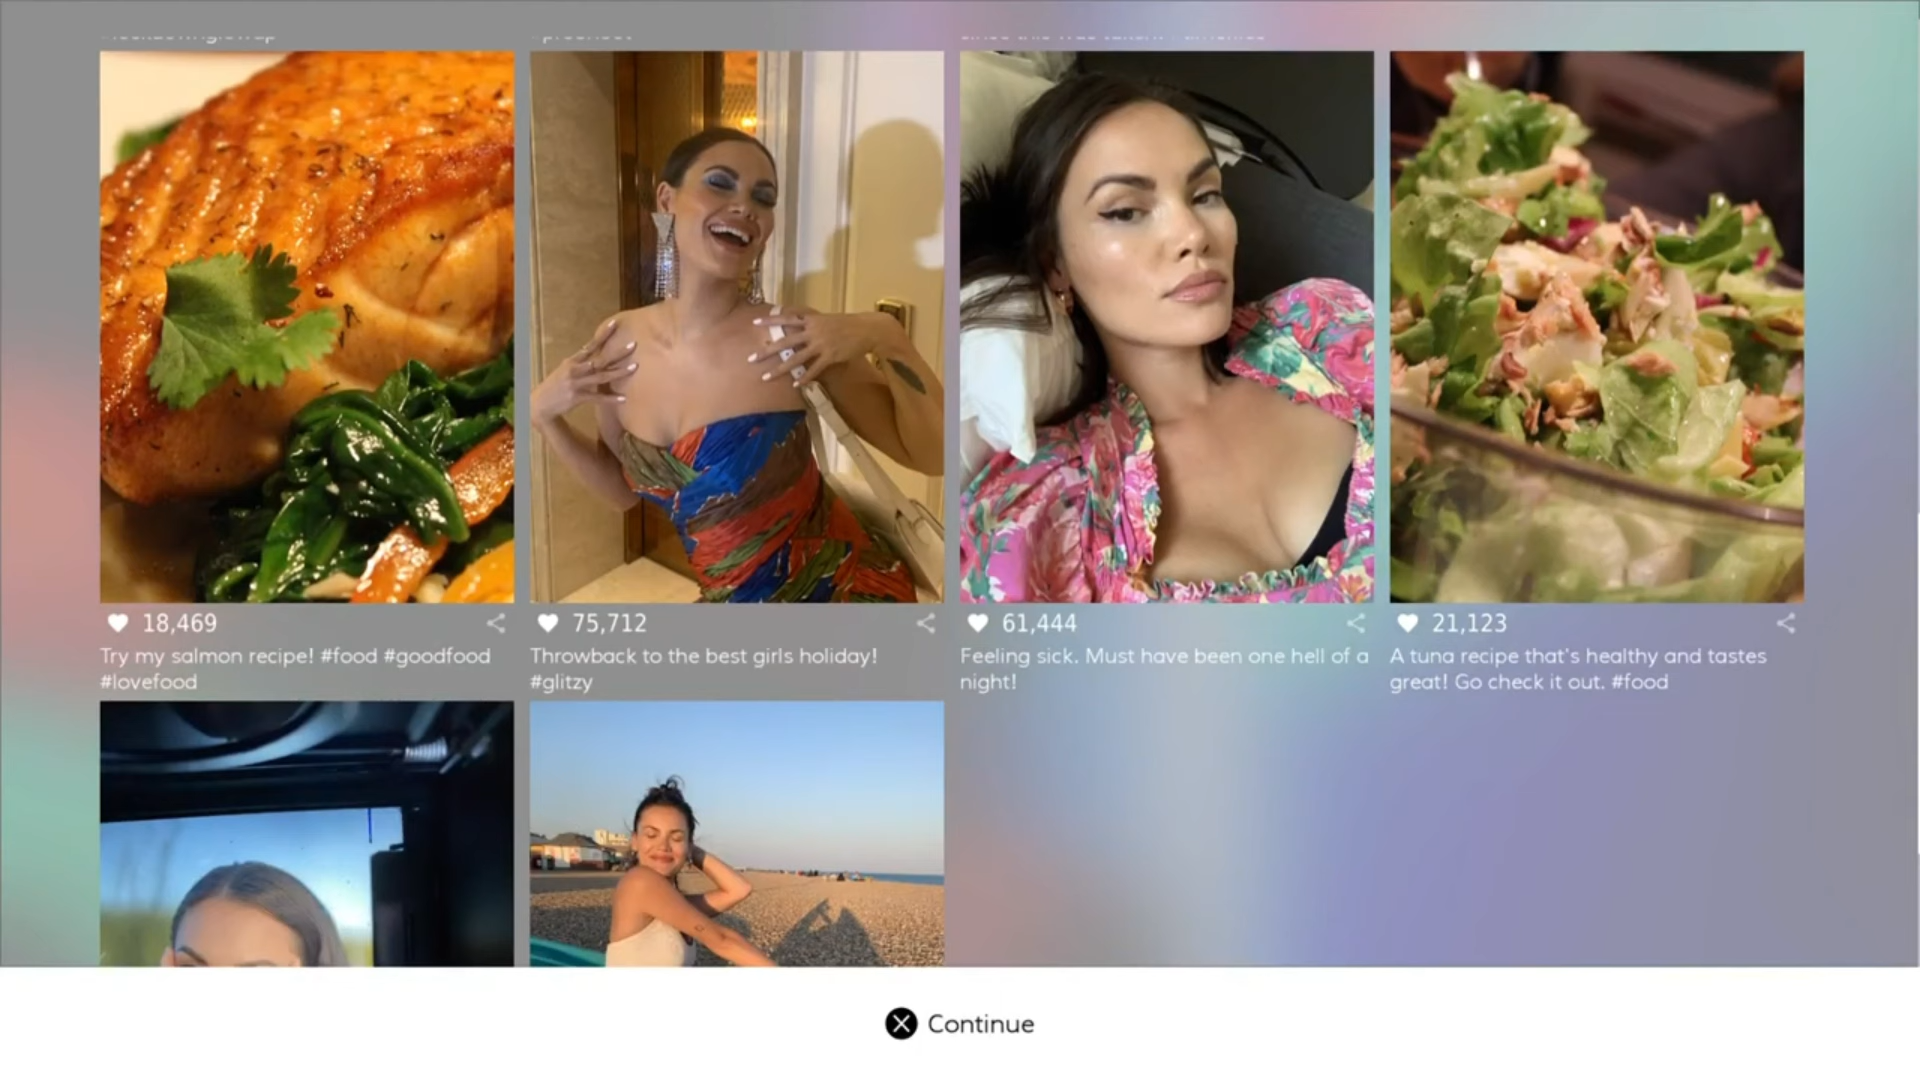 18,469
Try my salmon recipe! #food #goodfood
#lovefood
75,712
Throwback to the best girls holiday!
#glitzy
61,444
Feeling sick. Must have been one hell of a
night!
21,123
A tuna recipe that's healthy and tastes
great! Go check it out. #food
Continue